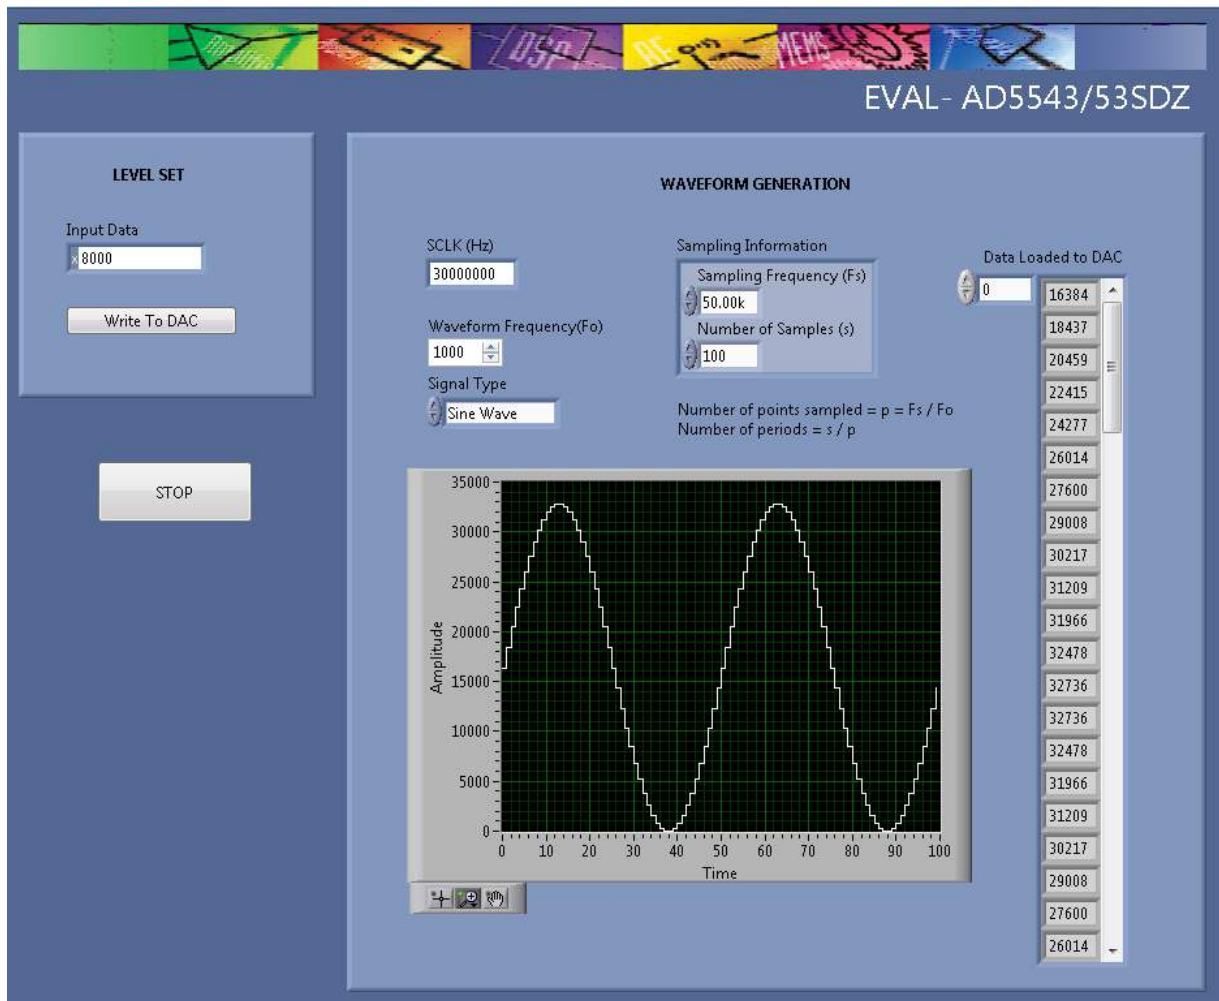 DSP
RF
MEMS
EVAL- AD5543/53SDZ
LEVEL SET
Input Data
x 8000
Write To DAC
STOP
WAVEFORM GENERATION
SCLK (Hz)
30000000
Waveform Frequency(Fo)
1000
Signal Type
Sine Wave
Sampling Information
Sampling Frequency (Fs)
50.00k
Number of Samples (s)
100
Number of points sampled = p = Fs / Fo
Number of periods = s / p
Data Loaded to DAC
0
16384
18437
20459
22415
24277
26014
27600
29008
30217
31209
31966
32478
32736
32736
32478
31966
31209
30217
29008
27600
26014
Amplitude
35000
30000
25000
20000
15000
10000
5000
0
0 10 20 30 40 50 60 70 80 90 100
Time